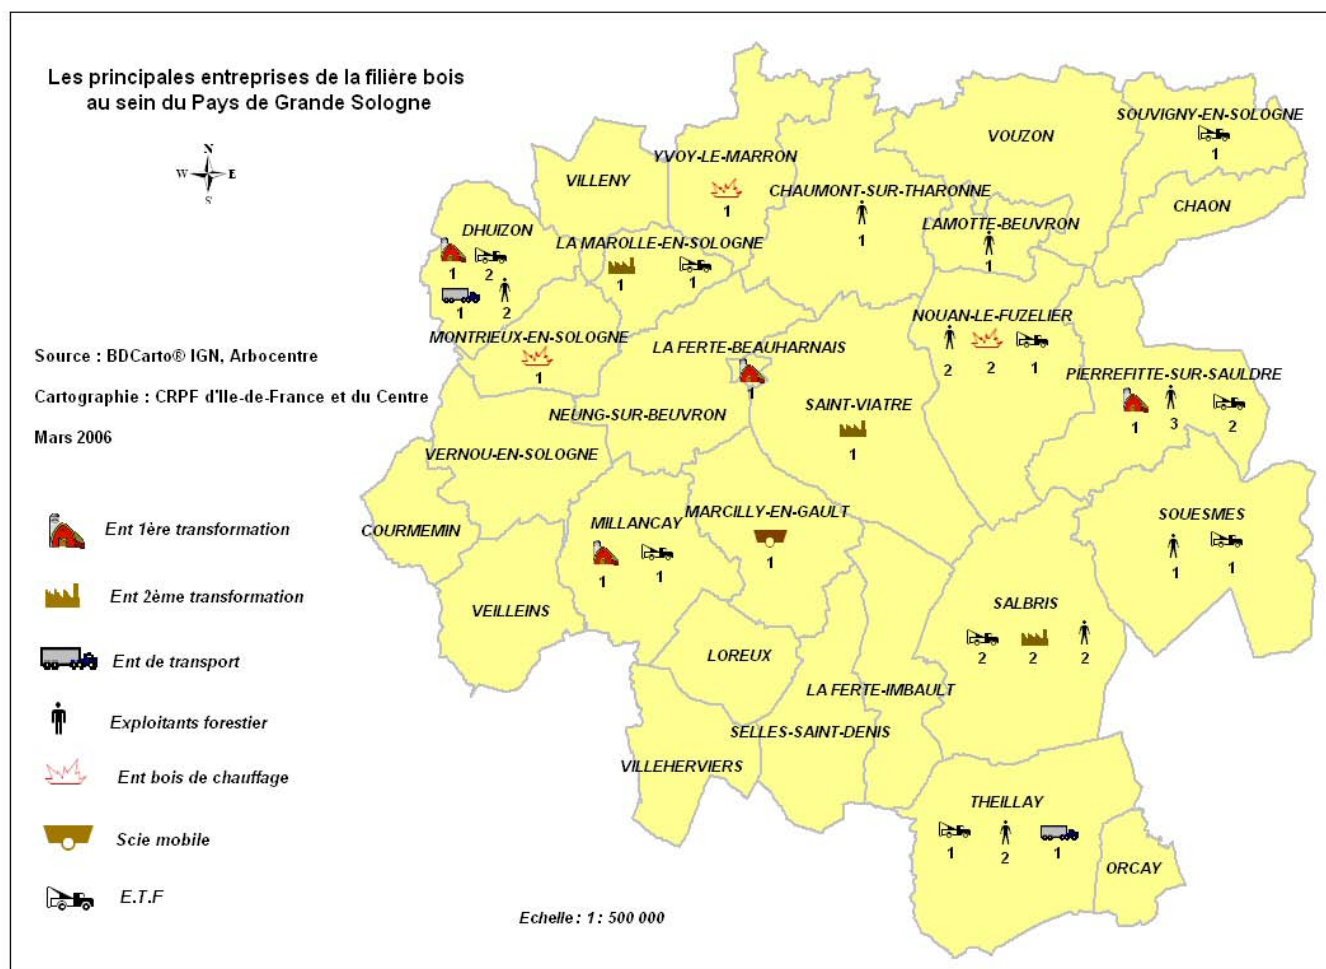 Les principales entreprises de la filière bois
au sein du Pays de Grande Sologne
N
W E
S
SOUVIGNY-EN-SOLOGNE
1
VOUZON
YVOY-LE-MARRON
1
VILLENY
CHAUMONT-SUR-THARONNE
1
CHAON
LAMOTTE-BEUVRON
1
DHUIZON
1 2
1 2
LA MAROLLE-EN-SOLOGNE
1 1
MONTRIEUX-EN-SOLOGNE
1
LA FERTE-BEAUHARNAIS
1
NOUAN-LE-FUZELIER
2 2 1
PIERREFITTE-SUR-SAULDRE
1 3 2
Source : BDCarto® IGN, Arbocentre
Cartographie : CRPF d'Ile-de-France et du Centre
Mars 2006
NEUNG-SUR-BEUVRON
SAINT-VIATRE
1
VERNOU-EN-SOLOGNE
COURMEMIN
MILLANCAY
1 1
MARCILLY-EN-GAULT
1
SOUESMES
1 1
VEILLEINS
SALBRIS
2 2 2
LOREUX
LA FERTE-IMBAULT
SELLES-SAINT-DENIS
VILLEHERVIERS
THEILLAY
1 2 1
ORCAY
Ent 1ère transformation
Ent 2ème transformation
Ent de transport
Exploitants forestier
Ent bois de chauffage
Scie mobile
E.T.F
Echelle : 1 : 500 000